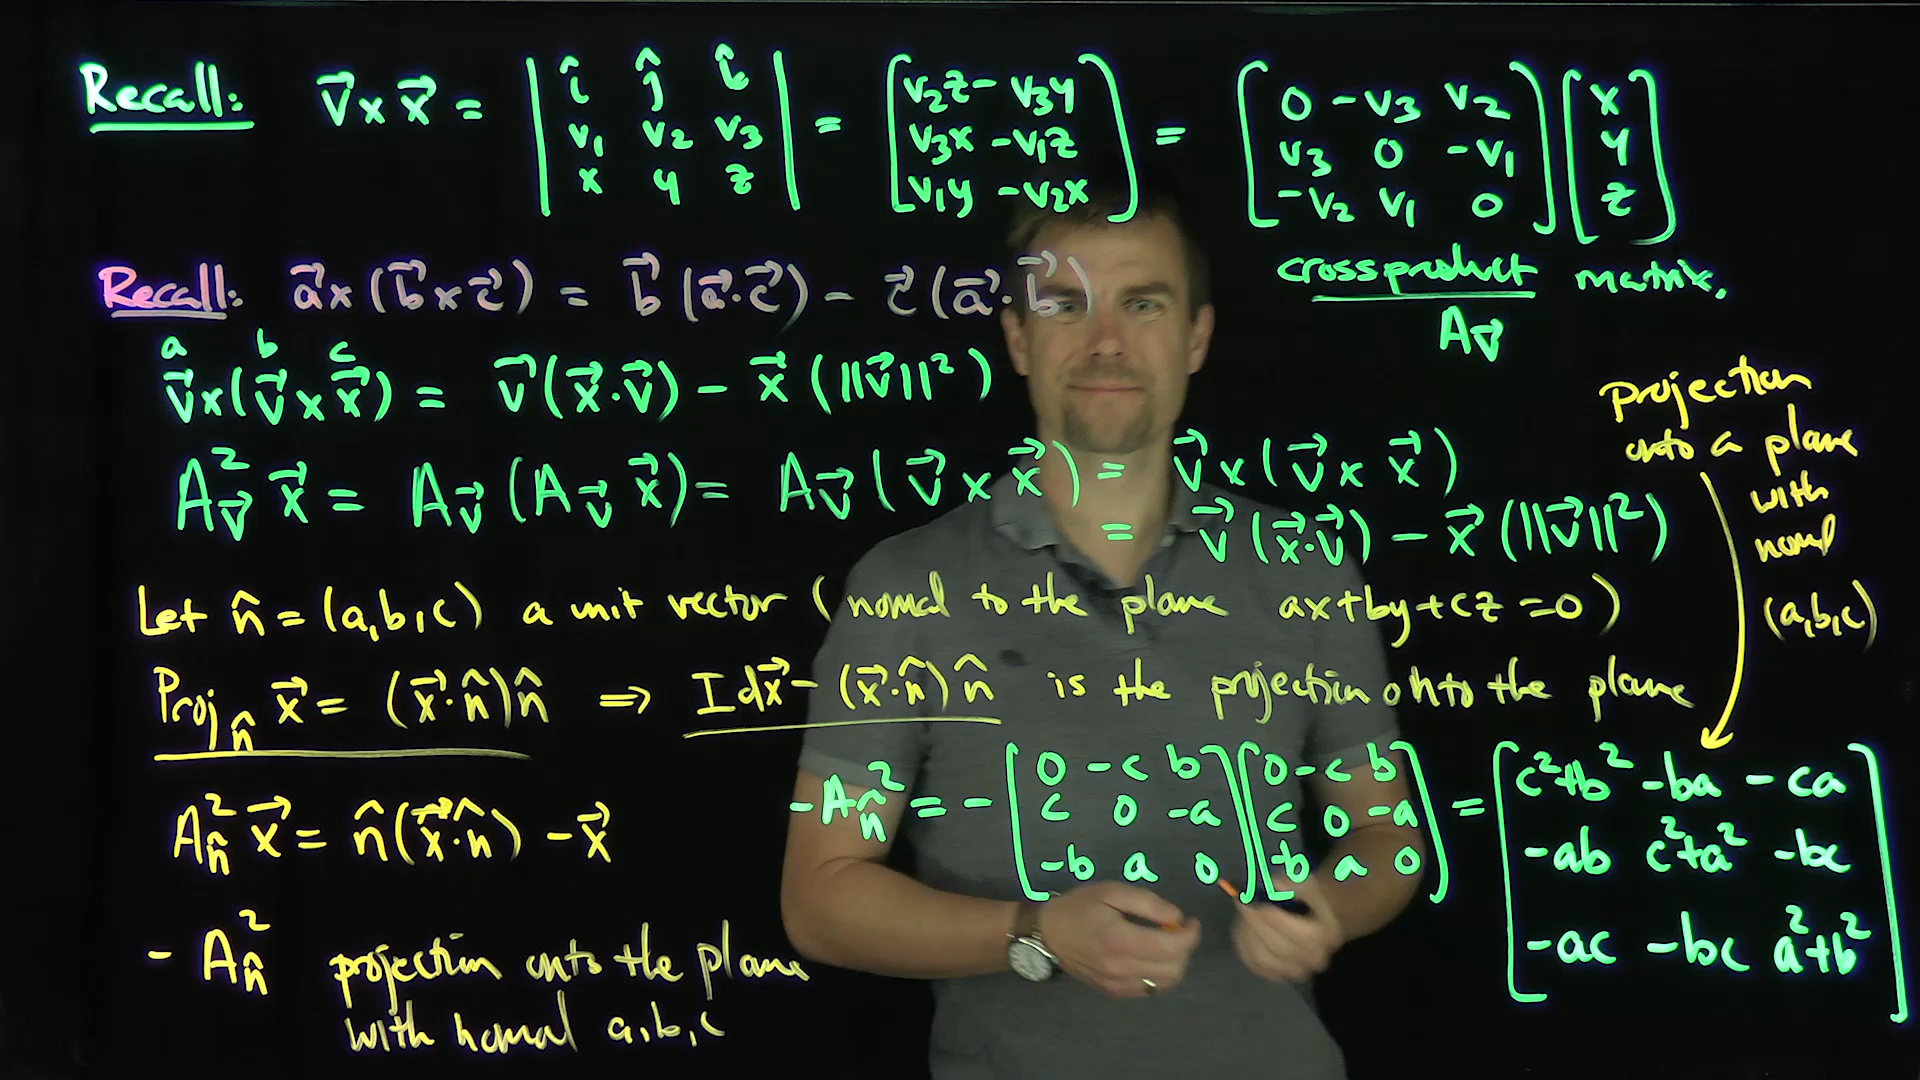 Recall: v⃗ x x⃗ = | î ĵ k̂ | = [ v₂z - v₃y ] = [ 0 -v₃ v₂ ] [ x ]
| v₁ v₂ v₃ | [ v₃x - v₁z ] [ v₃ 0 -v₁ ] [ y ]
| x y z | [ v₁y - v₂x ] [ -v₂ v₁ 0 ] [ z ]
crossproduct matrix.
A_v⃗
Recall: a⃗ x (b⃗ x c⃗) = b⃗ (a⃗·c⃗) - c⃗ (a⃗·b⃗)
a b c
v⃗ x (v⃗ x x⃗) = v⃗ (x⃗·v⃗) - x⃗ (||v⃗||²)
A²_v⃗ x⃗ = A_v⃗ (A_v⃗ x⃗) = A_v⃗ (v⃗ x x⃗) = v⃗ x (v⃗ x x⃗)
= v⃗ (x⃗·v⃗) - x⃗ (||v⃗||²)
projection
onto a plane
with
normal
(a,b,c)
Let n̂ = (a,b,c) a unit vector (normal to the plane ax+by+cz=0)
Proj_n̂ x⃗ = (x⃗·n̂)n̂ ⇒ Id x⃗ - (x⃗·n̂)n̂ is the projection onto the plane
A²_n̂ x⃗ = n̂(x⃗·n̂) - x⃗
-A²_n̂ = - [ 0 -c b ] [ 0 -c b ] = [ c²+b² -ba -ca ]
[ c 0 -a ] [ c 0 -a ] [ -ab c²+a² -bc ]
[ -b a 0 ] [ -b a 0 ] [ -ac -bc a²+b² ]
-A²_n̂ projection onto the plane
with normal a,b,c